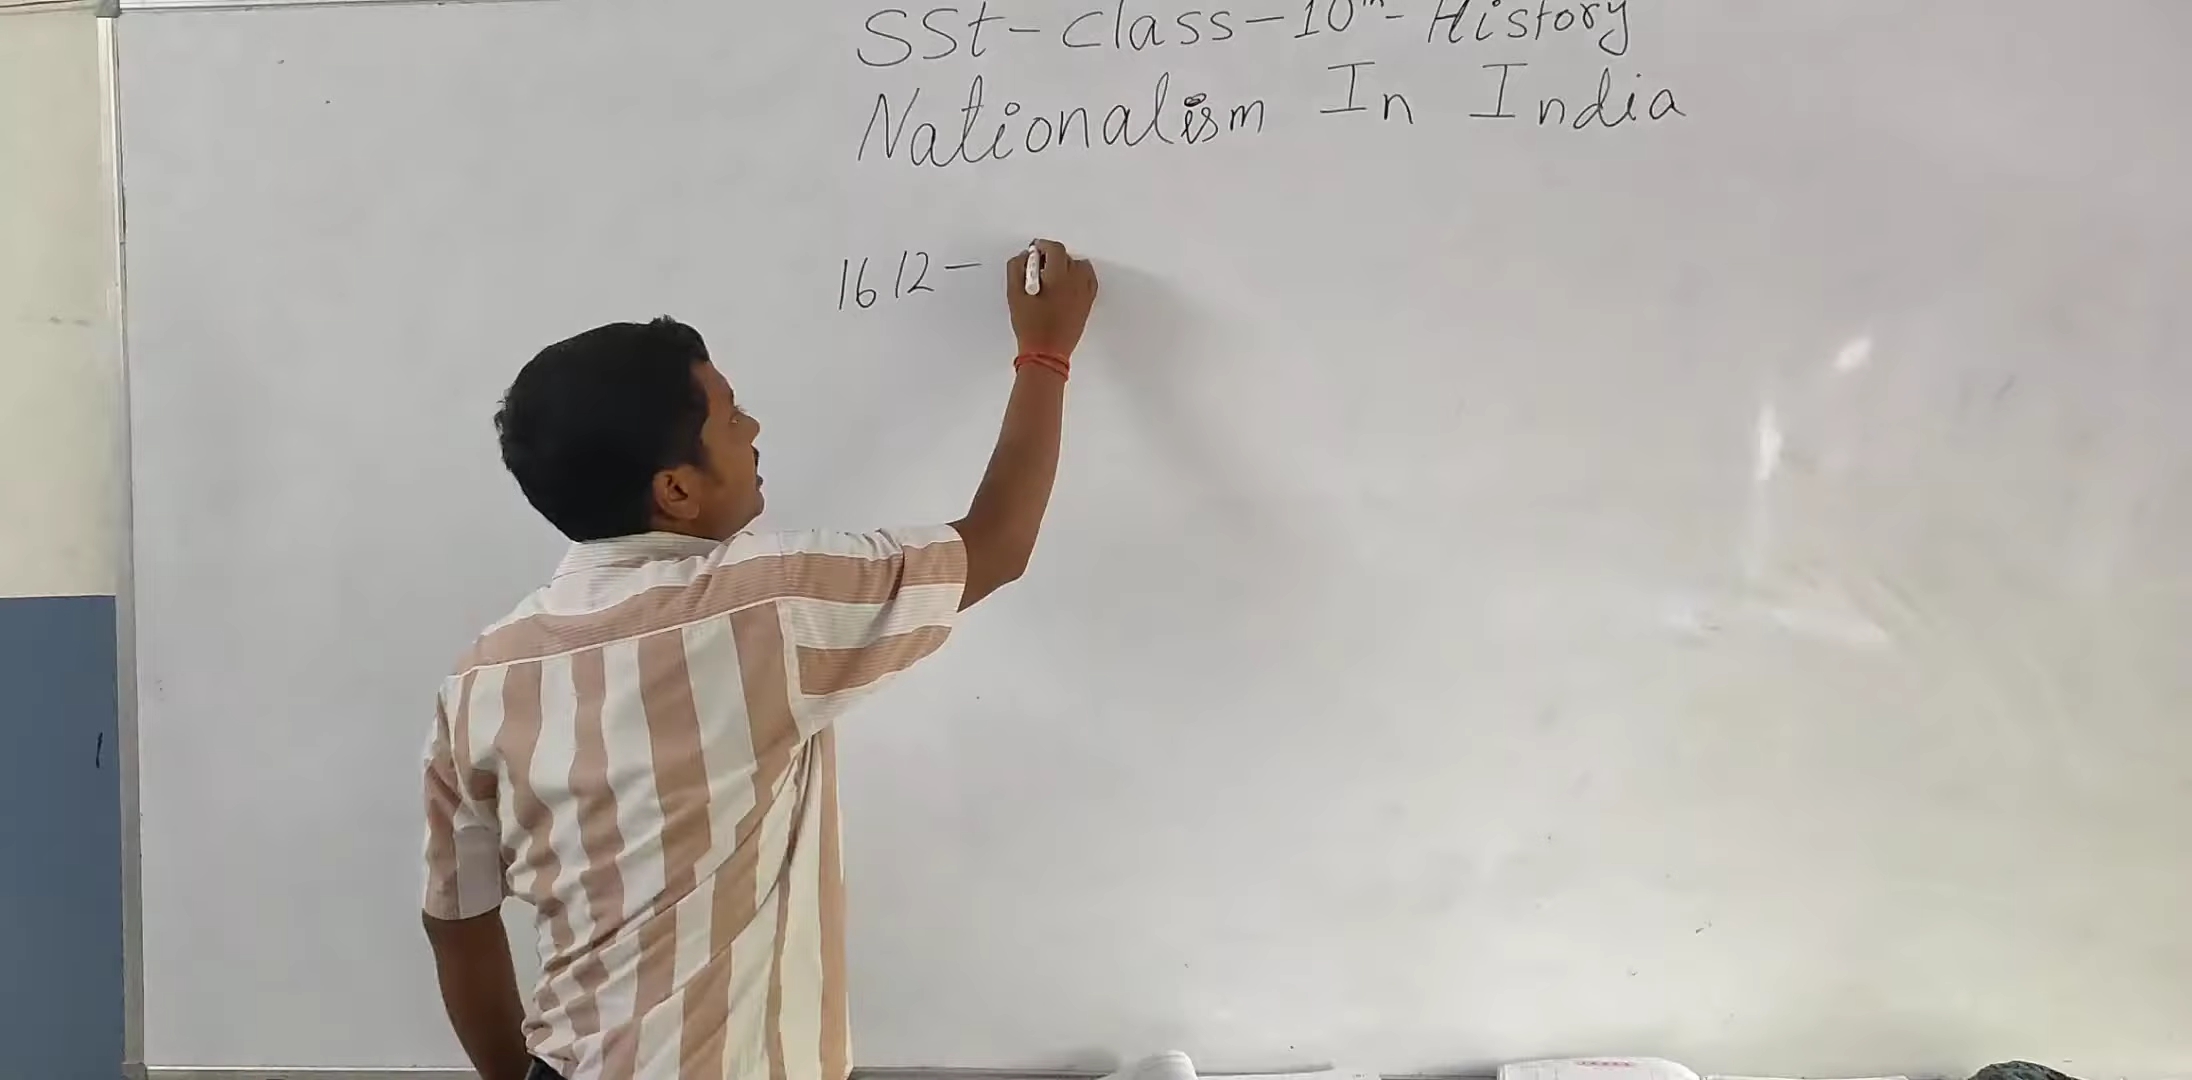 SSt - Class - 10th - History
Nationalism In India
1612 -